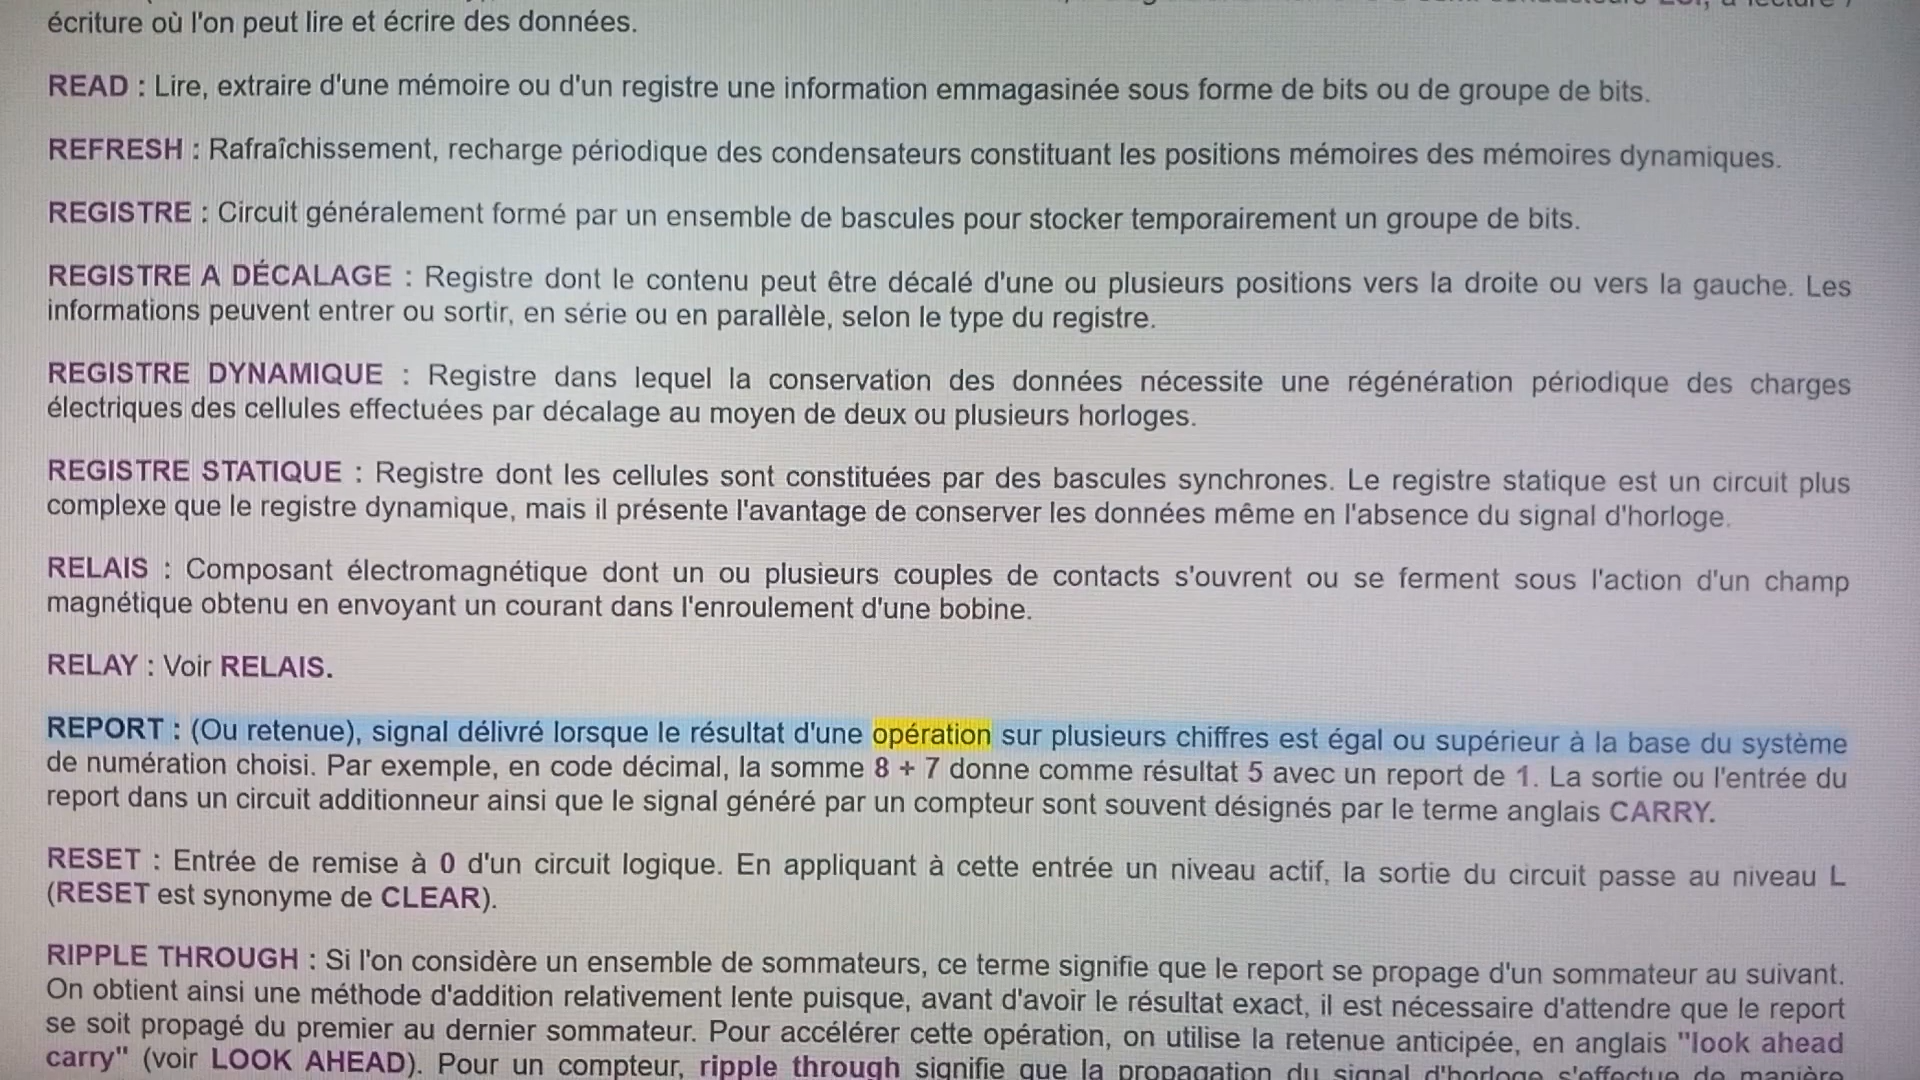 écriture où l'on peut lire et écrire des données.
READ : Lire, extraire d'une mémoire ou d'un registre une information emmagasinée sous forme de bits ou de groupe de bits.
REFRESH : Rafraîchissement, recharge périodique des condensateurs constituant les positions mémoires des mémoires dynamiques.
REGISTRE : Circuit généralement formé par un ensemble de bascules pour stocker temporairement un groupe de bits.
REGISTRE A DÉCALAGE : Registre dont le contenu peut être décalé d'une ou plusieurs positions vers la droite ou vers la gauche. Les
informations peuvent entrer ou sortir, en série ou en parallèle, selon le type du registre.
REGISTRE DYNAMIQUE : Registre dans lequel la conservation des données nécessite une régénération périodique des charges
électriques des cellules effectuées par décalage au moyen de deux ou plusieurs horloges.
REGISTRE STATIQUE : Registre dont les cellules sont constituées par des bascules synchrones. Le registre statique est un circuit plus
complexe que le registre dynamique, mais il présente l'avantage de conserver les données même en l'absence du signal d'horloge.
RELAIS : Composant électromagnétique dont un ou plusieurs couples de contacts s'ouvrent ou se ferment sous l'action d'un champ
magnétique obtenu en envoyant un courant dans l'enroulement d'une bobine.
RELAY : Voir RELAIS.
REPORT : (Ou retenue), signal délivré lorsque le résultat d'une opération sur plusieurs chiffres est égal ou supérieur à la base du système
de numération choisi. Par exemple, en code décimal, la somme 8 + 7 donne comme résultat 5 avec un report de 1. La sortie ou l'entrée du
report dans un circuit additionneur ainsi que le signal généré par un compteur sont souvent désignés par le terme anglais CARRY.
RESET : Entrée de remise à 0 d'un circuit logique. En appliquant à cette entrée un niveau actif, la sortie du circuit passe au niveau L
(RESET est synonyme de CLEAR).
RIPPLE THROUGH : Si l'on considère un ensemble de sommateurs, ce terme signifie que le report se propage d'un sommateur au suivant.
On obtient ainsi une méthode d'addition relativement lente puisque, avant d'avoir le résultat exact, il est nécessaire d'attendre que le report
se soit propagé du premier au dernier sommateur. Pour accélérer cette opération, on utilise la retenue anticipée, en anglais "look ahead
carry" (voir LOOK AHEAD). Pour un compteur, ripple through signifie que la propagation du signal d'horloge s'effectue de manière